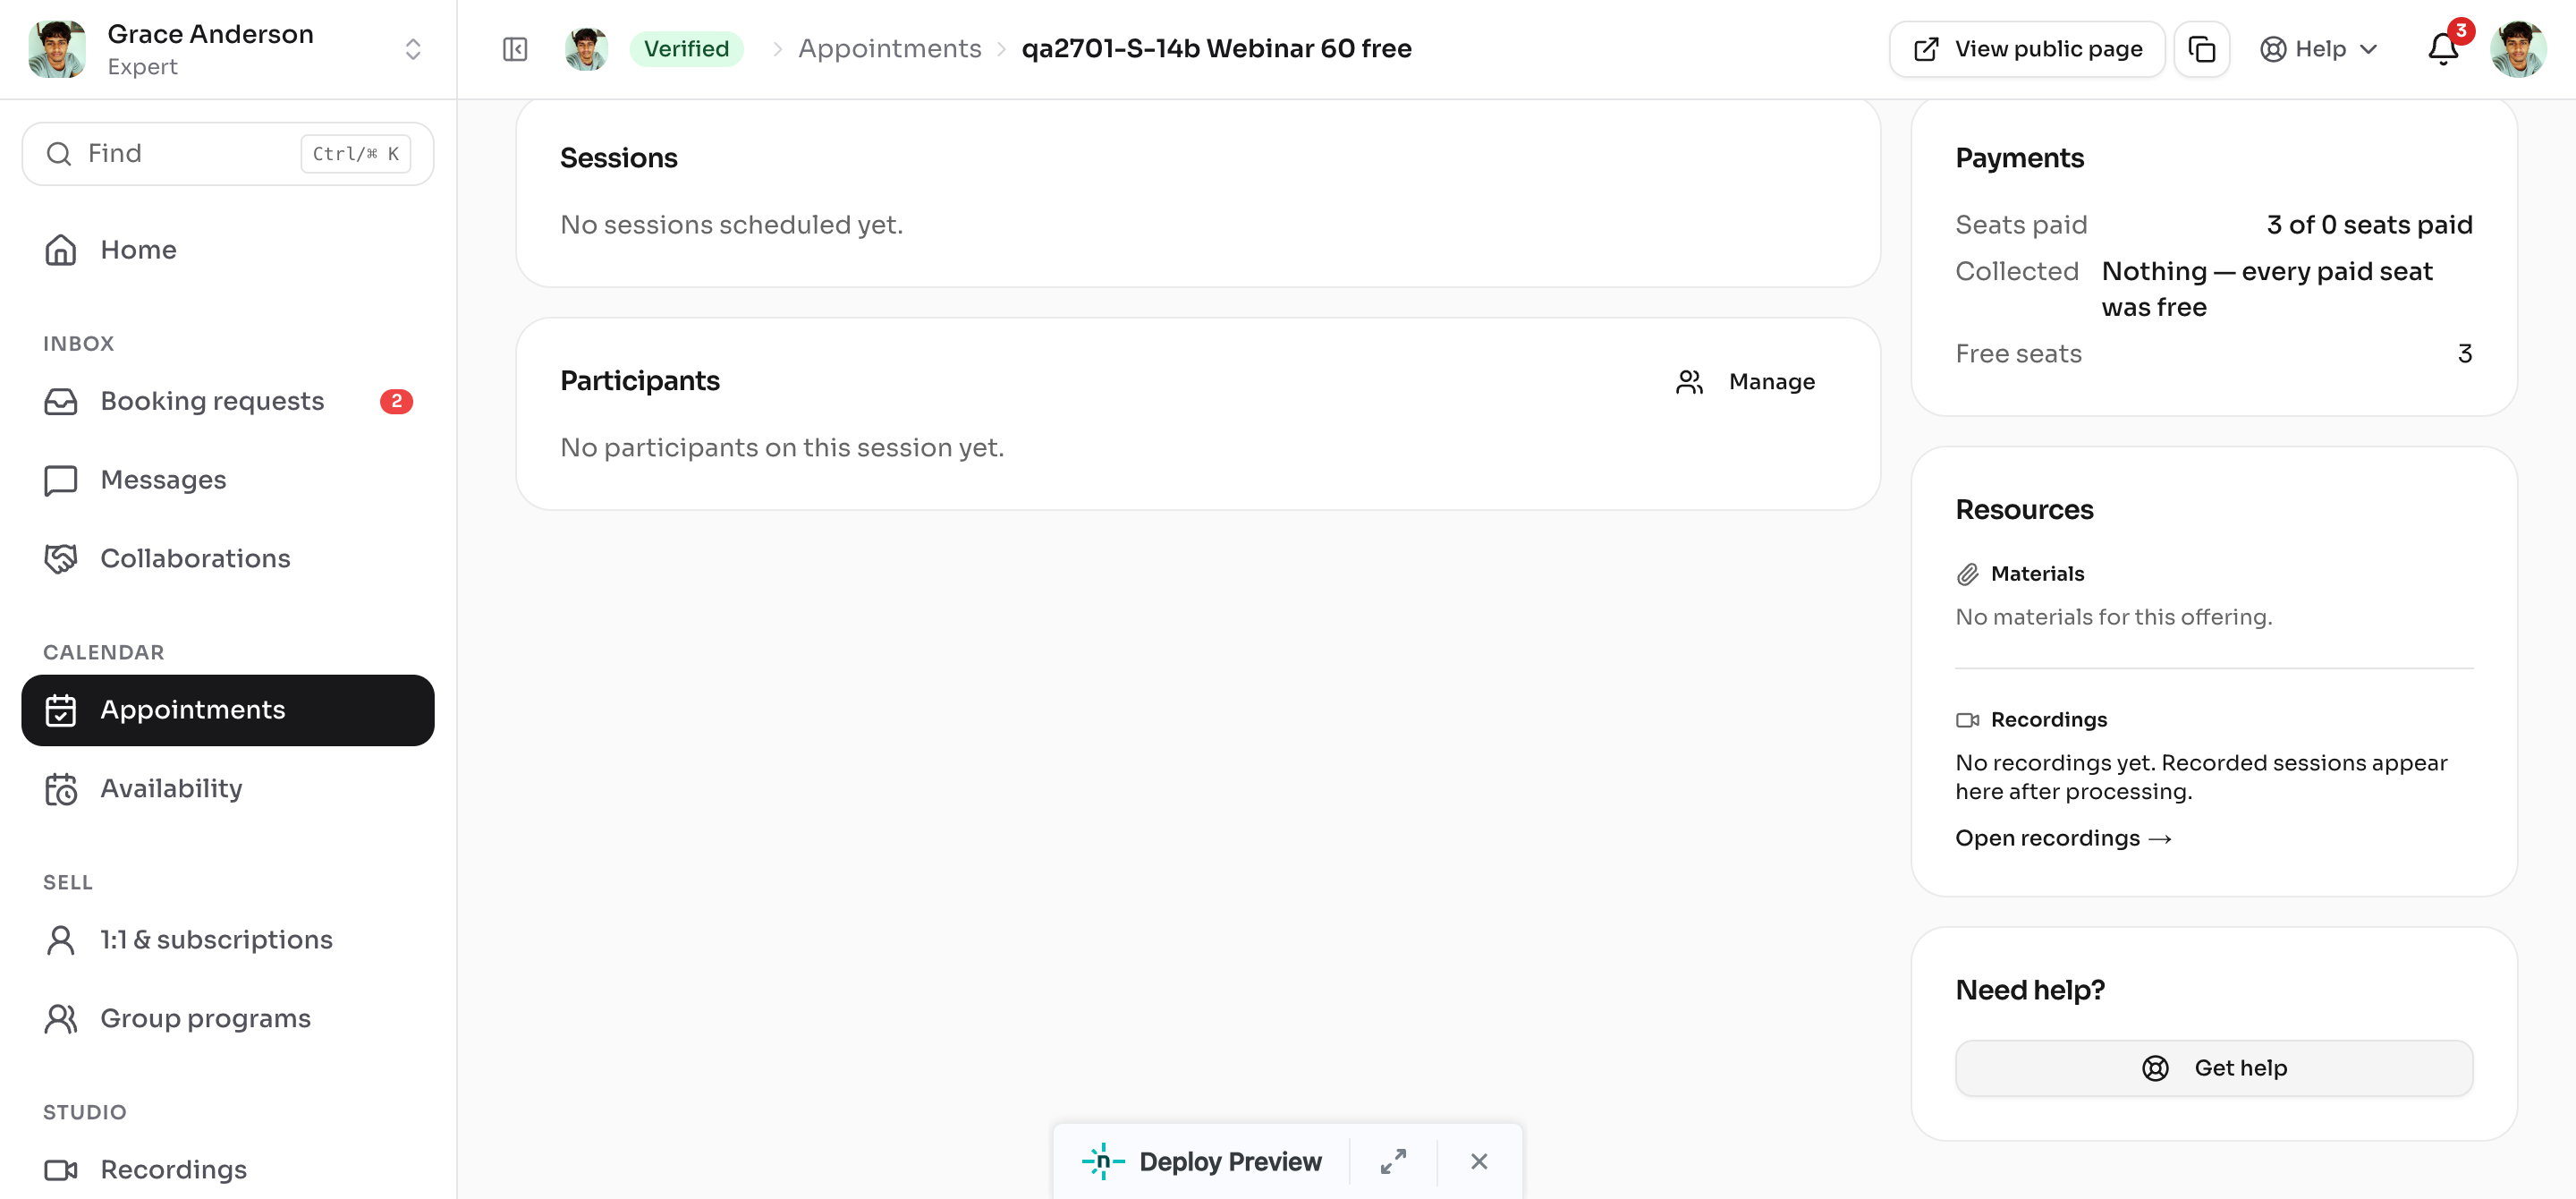 Grace Anderson
Expert
Find
Ctrl/⌘ K
Home
INBOX
Booking requests 2
Messages
Collaborations
CALENDAR
Appointments
Availability
SELL
1:1 & subscriptions
Group programs
STUDIO
Recordings
Verified
Appointments
qa2701-S-14b Webinar 60 free
View public page
Help
3
Sessions
No sessions scheduled yet.
Participants
Manage
No participants on this session yet.
Payments
Seats paid 3 of 0 seats paid
Collected Nothing — every paid seat
was free
Free seats 3
Resources
Materials
No materials for this offering.
Recordings
No recordings yet. Recorded sessions appear
here after processing.
Open recordings →
Need help?
Get help
n Deploy Preview